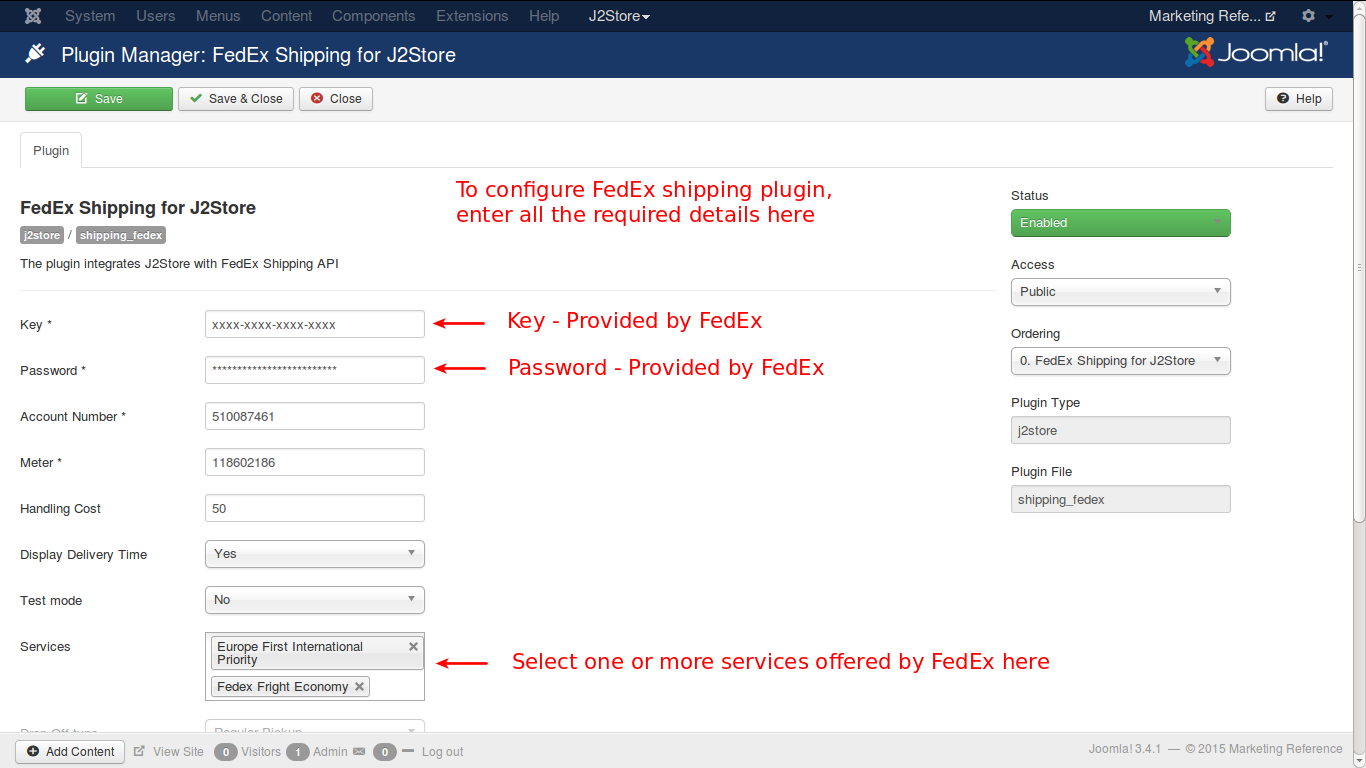 System Users Menus Content Components Extensions Help J2Store Marketing Refe...
Plugin Manager: FedEx Shipping for J2Store
Joomla!®
Save Save & Close Close Help
Plugin
To configure FedEx shipping plugin,
enter all the required details here
FedEx Shipping for J2Store
j2store / shipping_fedex
The plugin integrates J2Store with FedEx Shipping API
Key * xxxx-xxxx-xxxx-xxxx Key - Provided by FedEx
Password * ************************* Password - Provided by FedEx
Account Number * 510087461
Meter * 118602186
Handling Cost 50
Display Delivery Time Yes
Test mode No
Services Europe First International
Priority
Fedex Fright Economy
Select one or more services offered by FedEx here
Drop Off type Regular Pickup
Status
Enabled
Access
Public
Ordering
0. FedEx Shipping for J2Store
Plugin Type
j2store
Plugin File
shipping_fedex
Add Content View Site 0 Visitors 1 Admin 0 Log out Joomla! 3.4.1 — © 2015 Marketing Reference